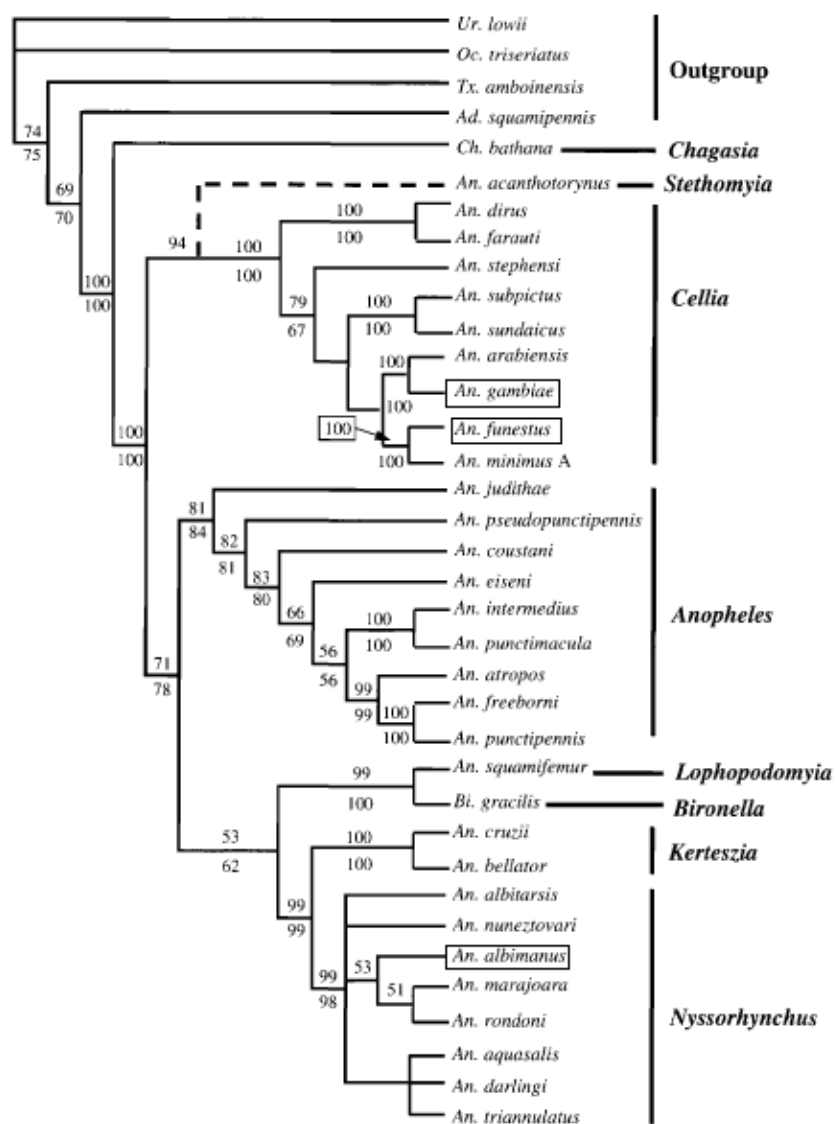 Ur. lowii
Oc. triseriatus
Outgroup
Tx. amboinensis
74
Ad. squamipennis
75
Ch. bathana
Chagasia
69
An. acanthotorynus
Stethomyia
70
An. dirus
100
94
100
100
An. farauti
100
An. stephensi
100
79
100
An. subpictus
Cellia
100
67
100
An. sundaicus
An. arabiensis
100
An. gambiae
100
100
An. funestus
100
100
100
An. minimus A
An. judithae
81
An. pseudopunctipennis
84
82
An. coustani
81
83
An. eiseni
80
66
An. intermedius
100
Anopheles
69
56
100
An. punctimacula
71
56
An. atropos
78
99
An. freeborni
99
100
100
An. punctipennis
An. squamifemur
Lophopodomyia
99
100
Bi. gracilis
Bironella
53
100
An. cruzii
62
100
An. bellator
Kerteszia
An. albitarsis
99
99
An. nuneztovari
53
An. albimanus
99
51
An. marajoara
98
An. rondoni
Nyssorhynchus
An. aquasalis
An. darlingi
An. triannulatus